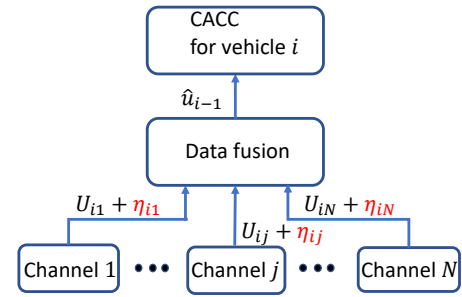 CACC
for vehicle i
û_{i−1}
Data fusion
U_{i1} + η_{i1}
U_{iN} + η_{iN}
U_{ij} + η_{ij}
Channel 1 ••• Channel j ••• Channel N